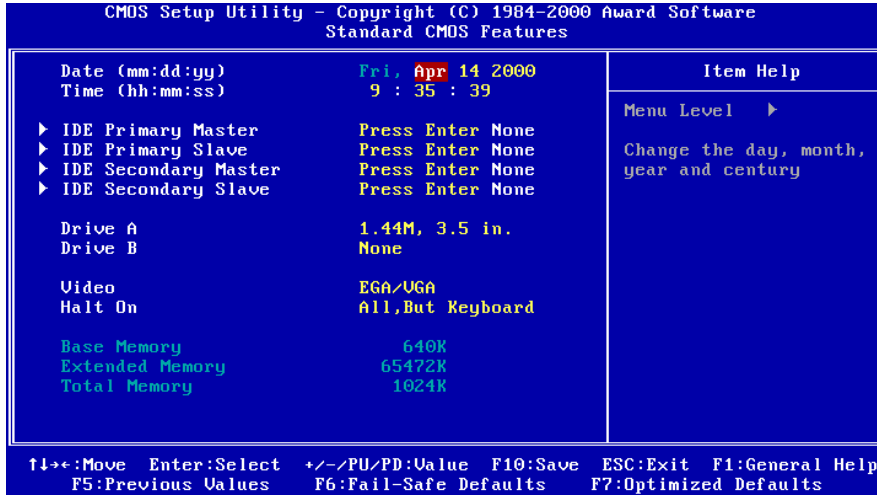 CMOS Setup Utility - Copyright (C) 1984-2000 Award Software
Standard CMOS Features
Date (mm:dd:yy) Fri, Apr 14 2000
Time (hh:mm:ss) 9 : 35 : 39
▶ IDE Primary Master Press Enter None
▶ IDE Primary Slave Press Enter None
▶ IDE Secondary Master Press Enter None
▶ IDE Secondary Slave Press Enter None
Drive A 1.44M, 3.5 in.
Drive B None
Video EGA/VGA
Halt On All,But Keyboard
Base Memory 640K
Extended Memory 65472K
Total Memory 1024K
Item Help
Menu Level ▶
Change the day, month,
year and century
↑↓→←:Move Enter:Select +/-/PU/PD:Value F10:Save ESC:Exit F1:General Help
F5:Previous Values F6:Fail-Safe Defaults F7:Optimized Defaults